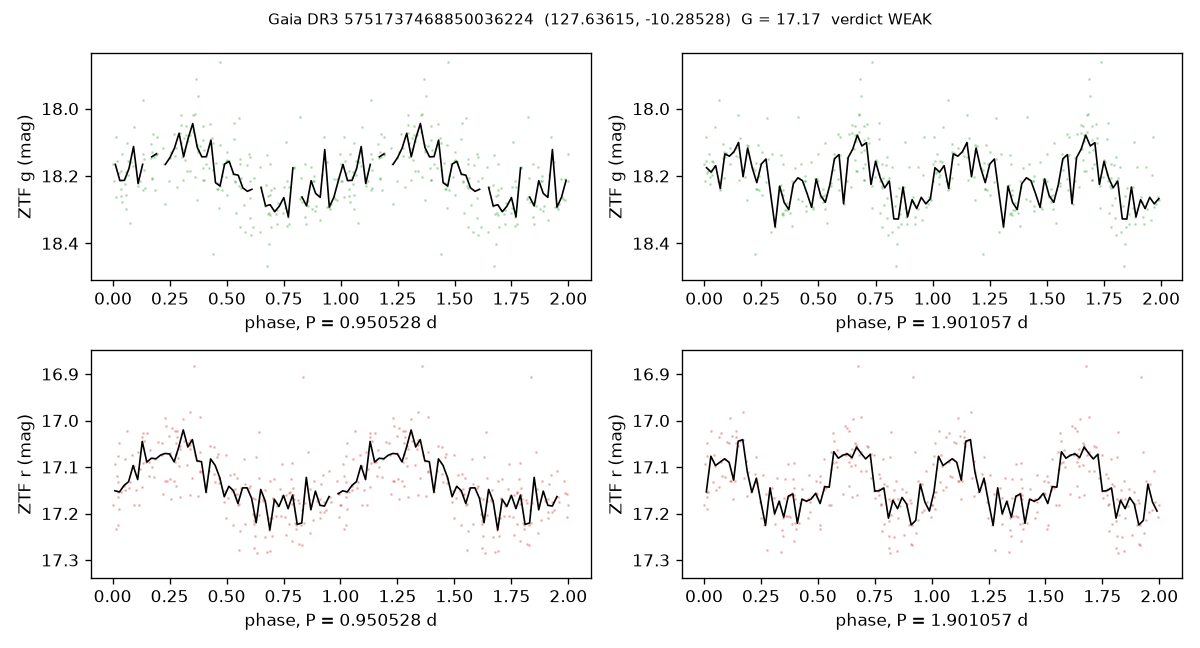 Gaia DR3 5751737468850036224 (127.63615, -10.28528) G = 17.17 verdict WEAK
ZTF g (mag)
18.0
18.2
18.4
0.00 0.25 0.50 0.75 1.00 1.25 1.50 1.75 2.00
phase, P = 0.950528 d
ZTF g (mag)
18.0
18.2
18.4
0.00 0.25 0.50 0.75 1.00 1.25 1.50 1.75 2.00
phase, P = 1.901057 d
ZTF r (mag)
16.9
17.0
17.1
17.2
17.3
0.00 0.25 0.50 0.75 1.00 1.25 1.50 1.75 2.00
phase, P = 0.950528 d
ZTF r (mag)
16.9
17.0
17.1
17.2
17.3
0.00 0.25 0.50 0.75 1.00 1.25 1.50 1.75 2.00
phase, P = 1.901057 d